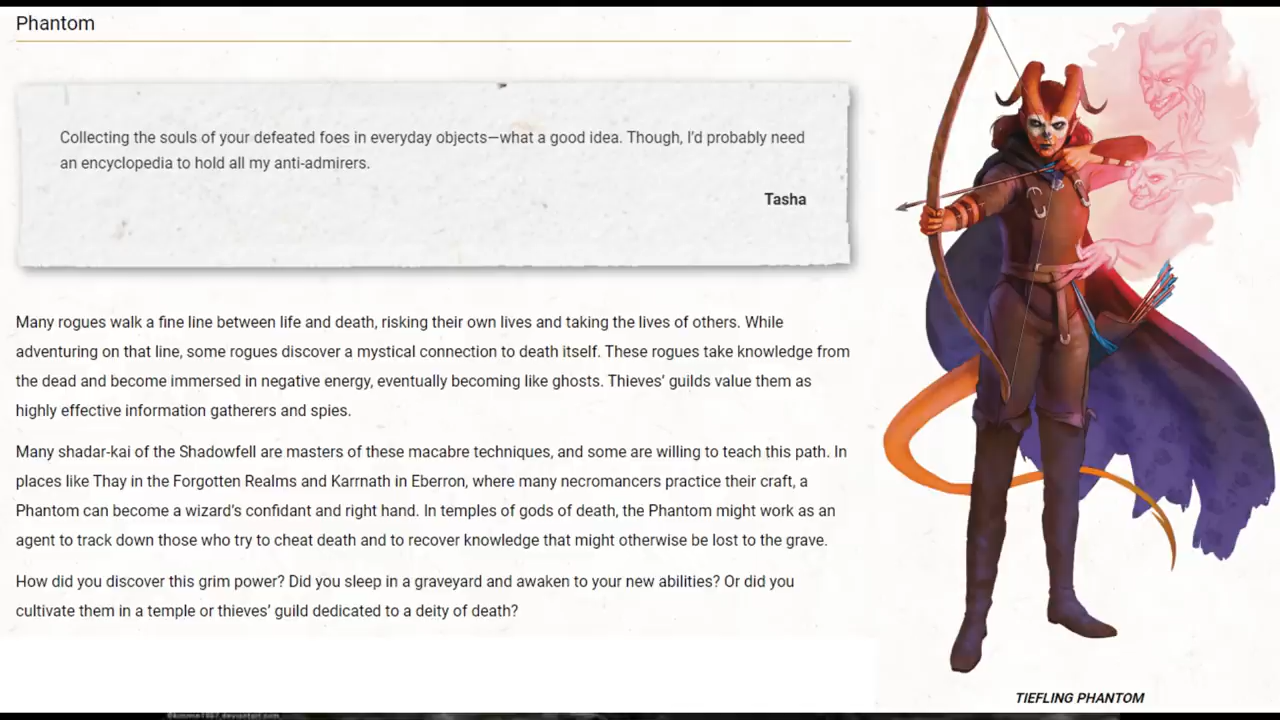 Phantom
Collecting the souls of your defeated foes in everyday objects—what a good idea. Though, I'd probably need
an encyclopedia to hold all my anti-admirers.
Tasha
Many rogues walk a fine line between life and death, risking their own lives and taking the lives of others. While
adventuring on that line, some rogues discover a mystical connection to death itself. These rogues take knowledge from
the dead and become immersed in negative energy, eventually becoming like ghosts. Thieves' guilds value them as
highly effective information gatherers and spies.
Many shadar-kai of the Shadowfell are masters of these macabre techniques, and some are willing to teach this path. In
places like Thay in the Forgotten Realms and Karrnath in Eberron, where many necromancers practice their craft, a
Phantom can become a wizard's confidant and right hand. In temples of gods of death, the Phantom might work as an
agent to track down those who try to cheat death and to recover knowledge that might otherwise be lost to the grave.
How did you discover this grim power? Did you sleep in a graveyard and awaken to your new abilities? Or did you
cultivate them in a temple or thieves' guild dedicated to a deity of death?
TIEFLING PHANTOM